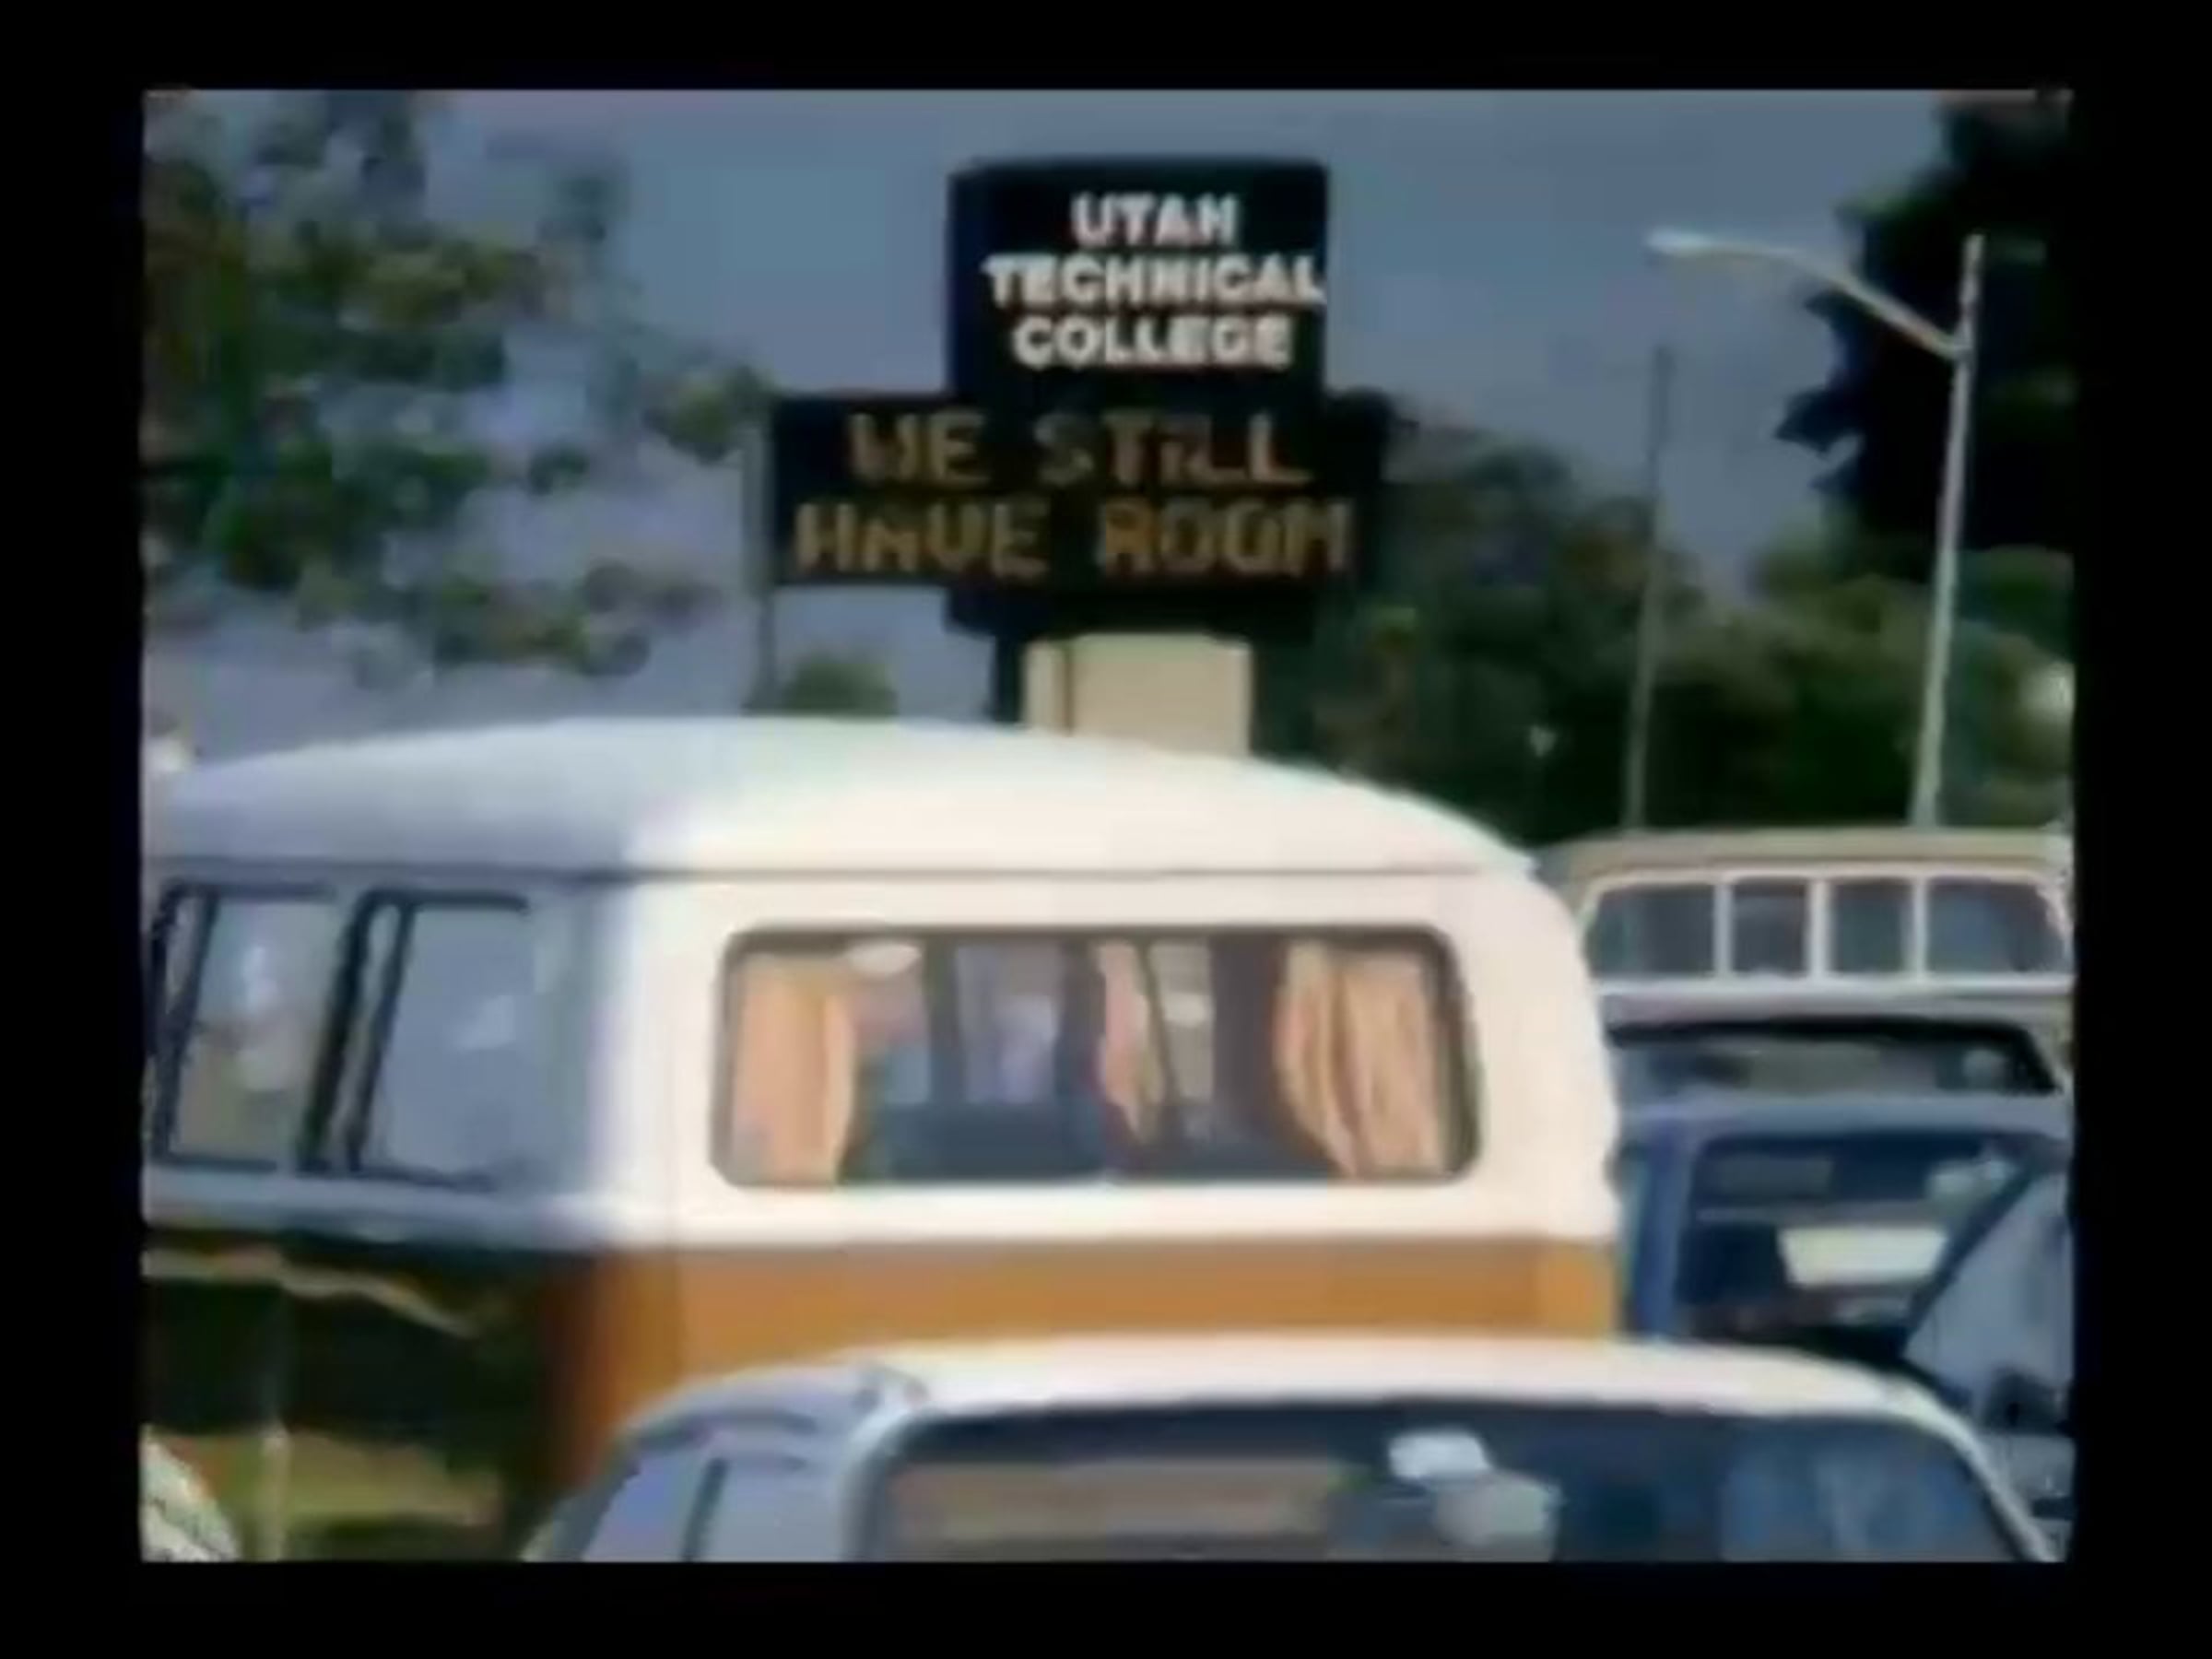 UTAH
TECHNICAL
COLLEGE
WE STILL
HAVE ROOM